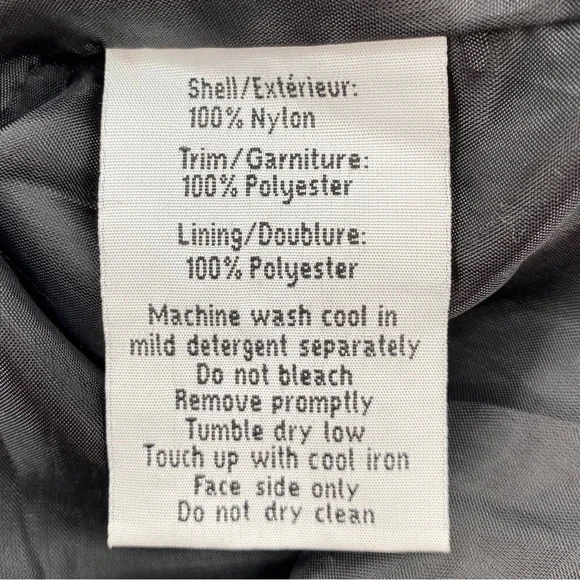 Shell/Extérieur:
100% Nylon
Trim/Garniture:
100% Polyester
Lining/Doublure:
100% Polyester
Machine wash cool in
mild detergent separately
Do not bleach
Remove promptly
Tumble dry low
Touch up with cool iron
Face side only
Do not dry clean